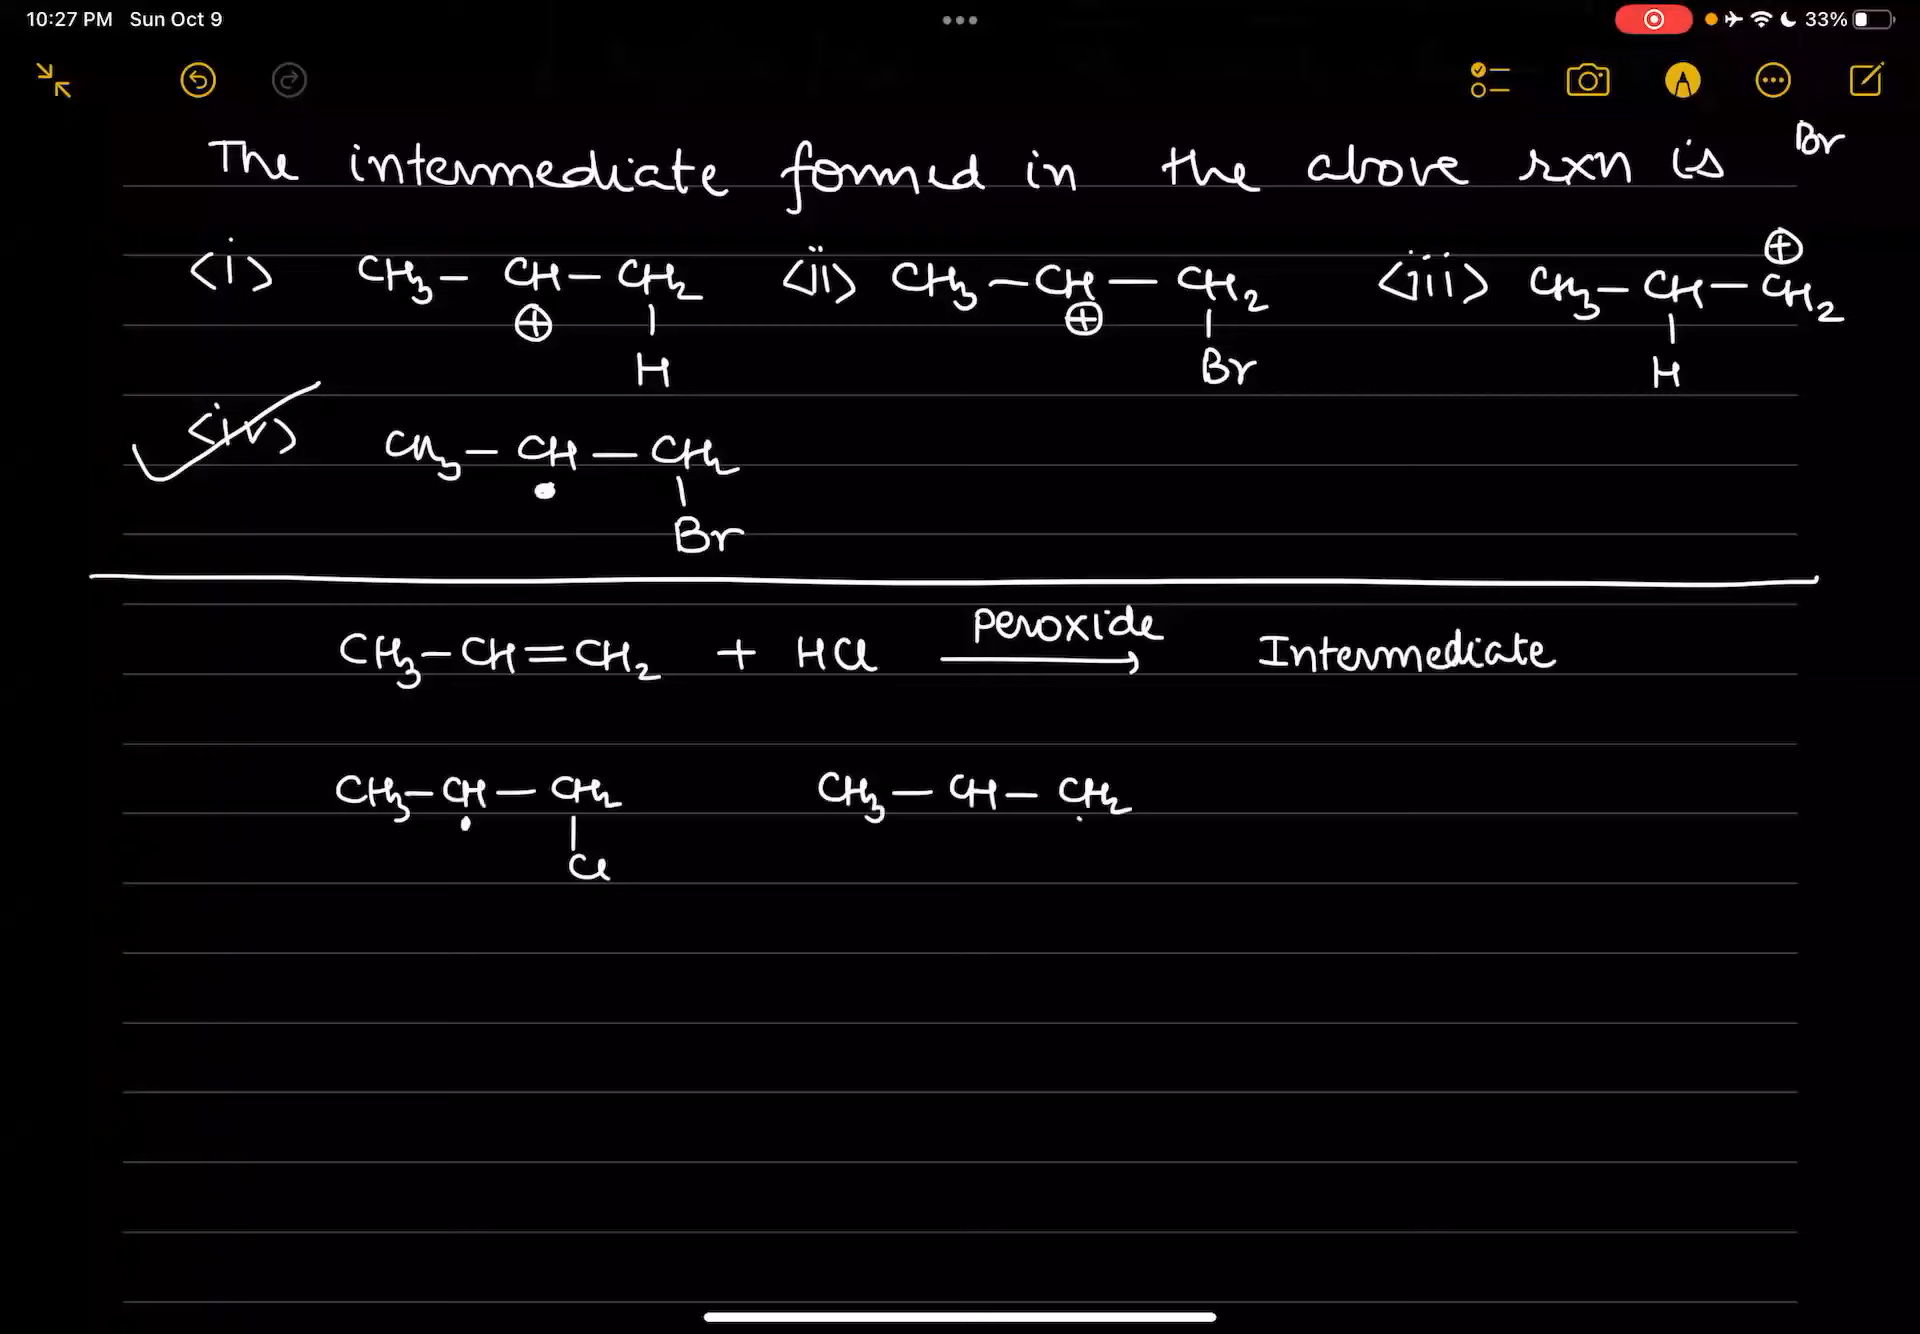 10:27 PM Sun Oct 9
33%
Br
The intermediate formed in the above rxn is
⊕
<i> CH3- CH-CH2 <ii> CH3-CH-CH2 <iii> CH3-CH-CH2
⊕ | ⊕ | |
H Br H
<iv> CH3-CH-CH2
• |
Br
Peroxide
CH3-CH=CH2 + HCl → Intermediate
CH3-CH-CH2 CH3-CH-CH2
• | •
Cl